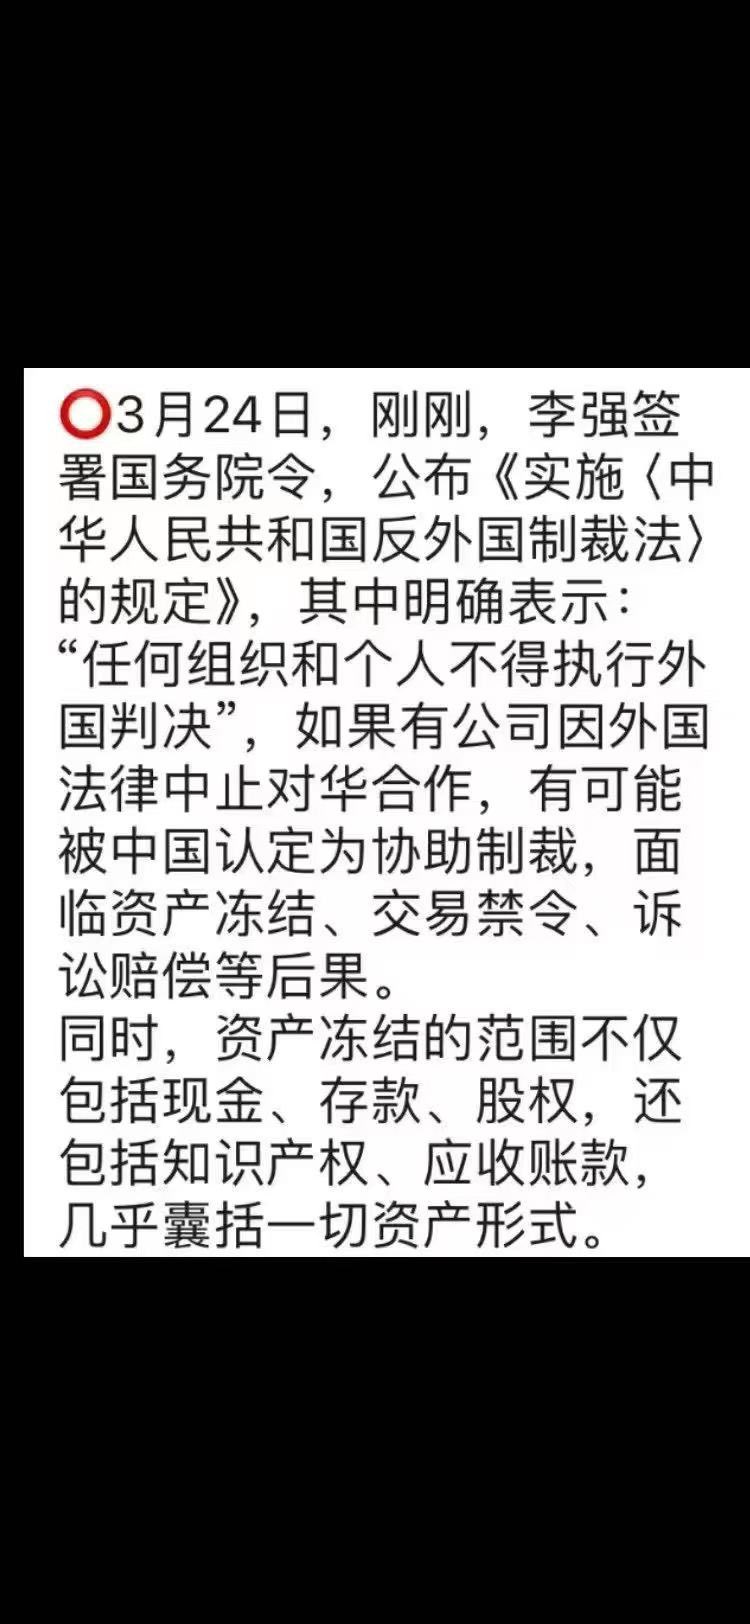 ⭕3月24日，刚刚，李强签
署国务院令，公布《实施〈中
华人民共和国反外国制裁法〉
的规定》，其中明确表示：
“任何组织和个人不得执行外
国判决”，如果有公司因外国
法律中止对华合作，有可能
被中国认定为协助制裁，面
临资产冻结、交易禁令、诉
讼赔偿等后果。
同时，资产冻结的范围不仅
包括现金、存款、股权，还
包括知识产权、应收账款，
几乎囊括一切资产形式。